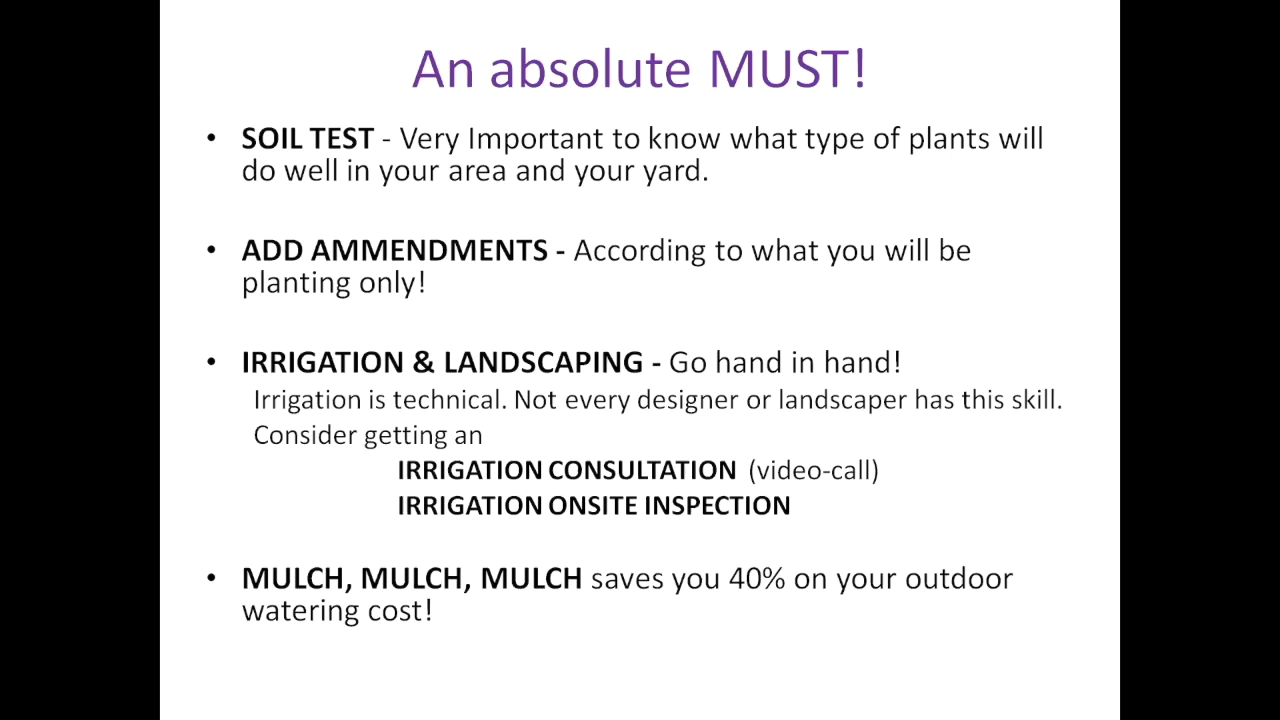 An absolute MUST!
• SOIL TEST - Very Important to know what type of plants will
do well in your area and your yard.
• ADD AMMENDMENTS - According to what you will be
planting only!
• IRRIGATION & LANDSCAPING - Go hand in hand!
Irrigation is technical. Not every designer or landscaper has this skill.
Consider getting an
IRRIGATION CONSULTATION (video-call)
IRRIGATION ONSITE INSPECTION
• MULCH, MULCH, MULCH saves you 40% on your outdoor
watering cost!